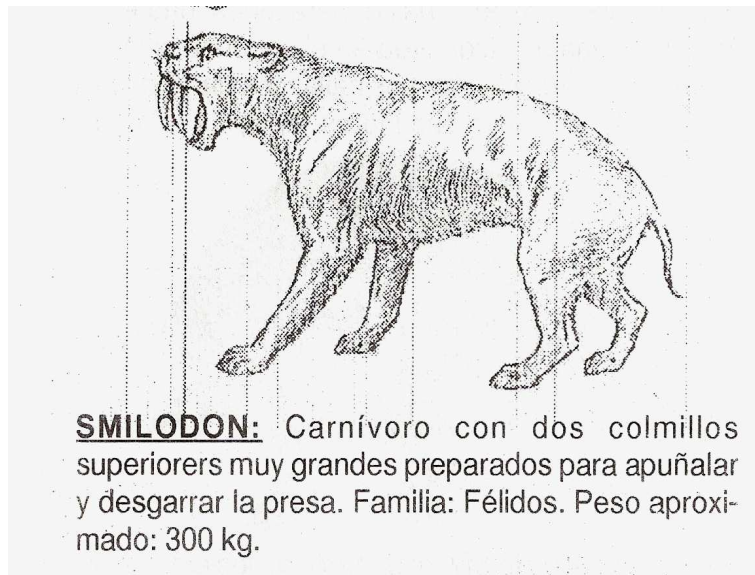 SMILODON: Carnívoro con dos colmillos
superiorers muy grandes preparados para apuñalar
y desgarrar la presa. Familia: Félidos. Peso aproxi-
mado: 300 kg.